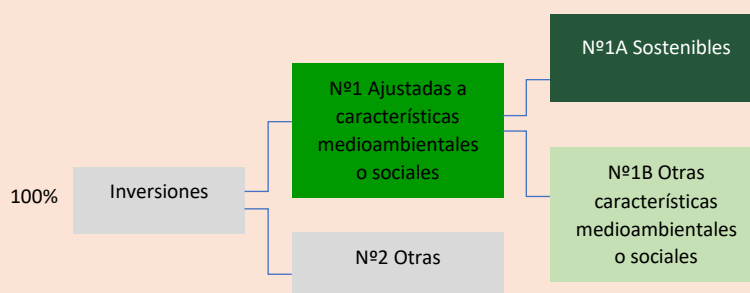 100%
Inversiones
Nº1 Ajustadas a
características
medioambientales
o sociales
Nº2 Otras
Nº1A Sostenibles
Nº1B Otras
características
medioambientales
o sociales